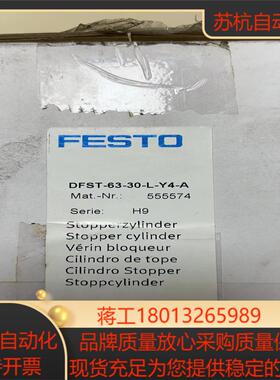 苏杭自动
FESTO
DFST-63-30-L-Y4-A
Mat.-Nr.: 555574
Serie: H9
Stopperzylinder
Stopper cylinder
Vérin bloqueur
Cilindro de tope
Cilindro Stopper
Stoppcylinder
蒋工18013265989
自动化质量放心采购质量保
开票 现货充足为您提供稳定的